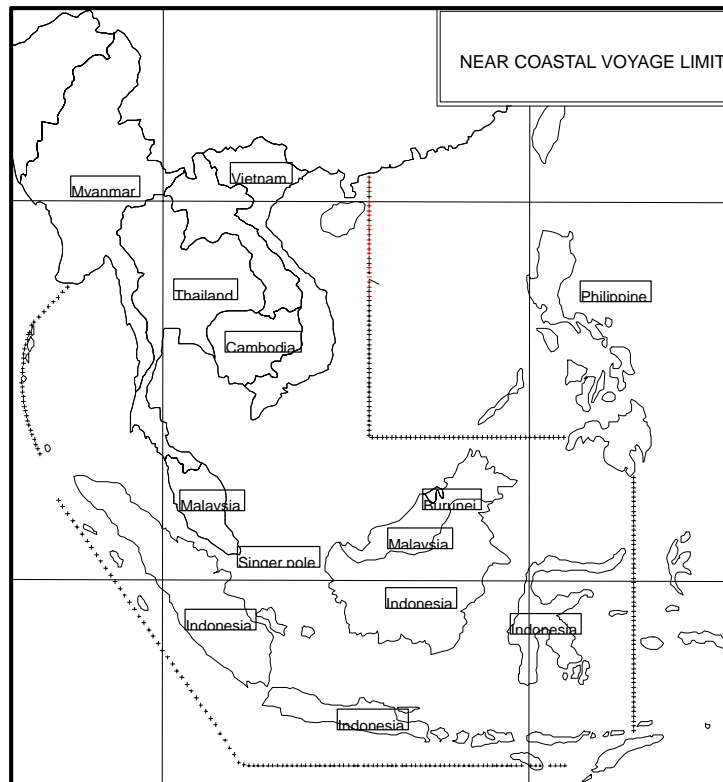 NEAR COASTAL VOYAGE LIMIT
Vietnam
Myanmar
Thailand
Philippine
Cambodia
Malaysia
Burunei
Malaysia
Singer pole
Indonesia
Indonesia
Indonesia
Indonesia